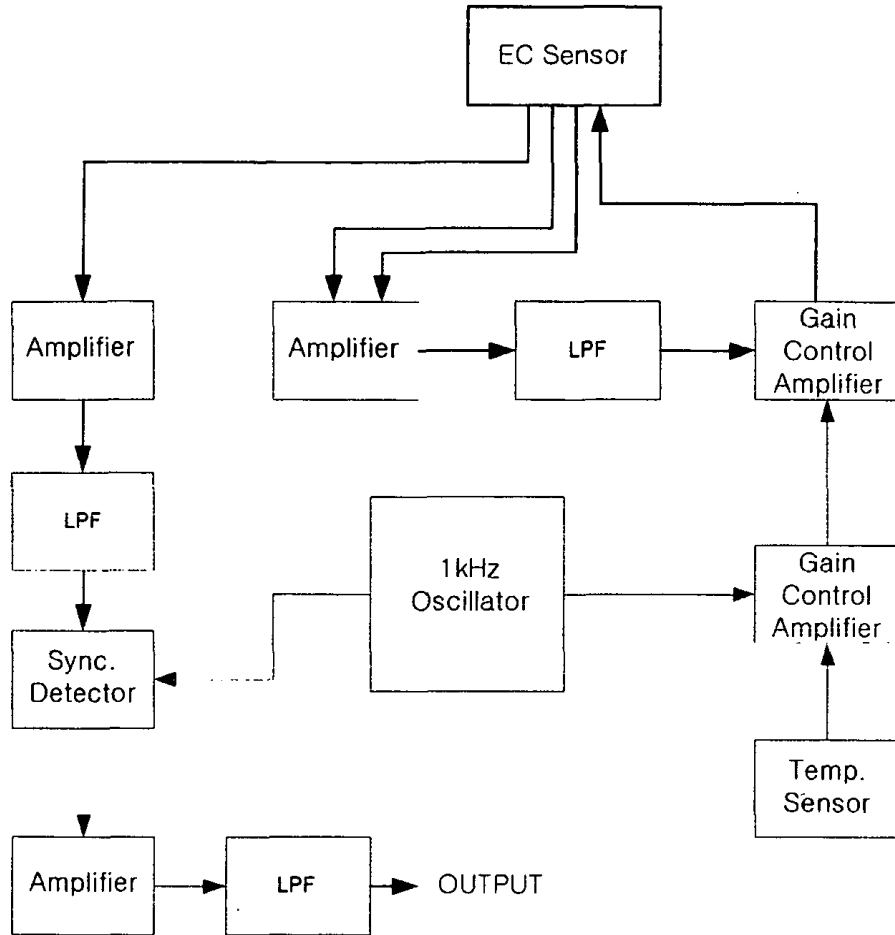 EC Sensor
Amplifier
Amplifier
LPF
Gain
Control
Amplifier
LPF
1kHz
Oscillator
Gain
Control
Amplifier
Sync.
Detector
Temp.
Sensor
Amplifier
LPF
OUTPUT